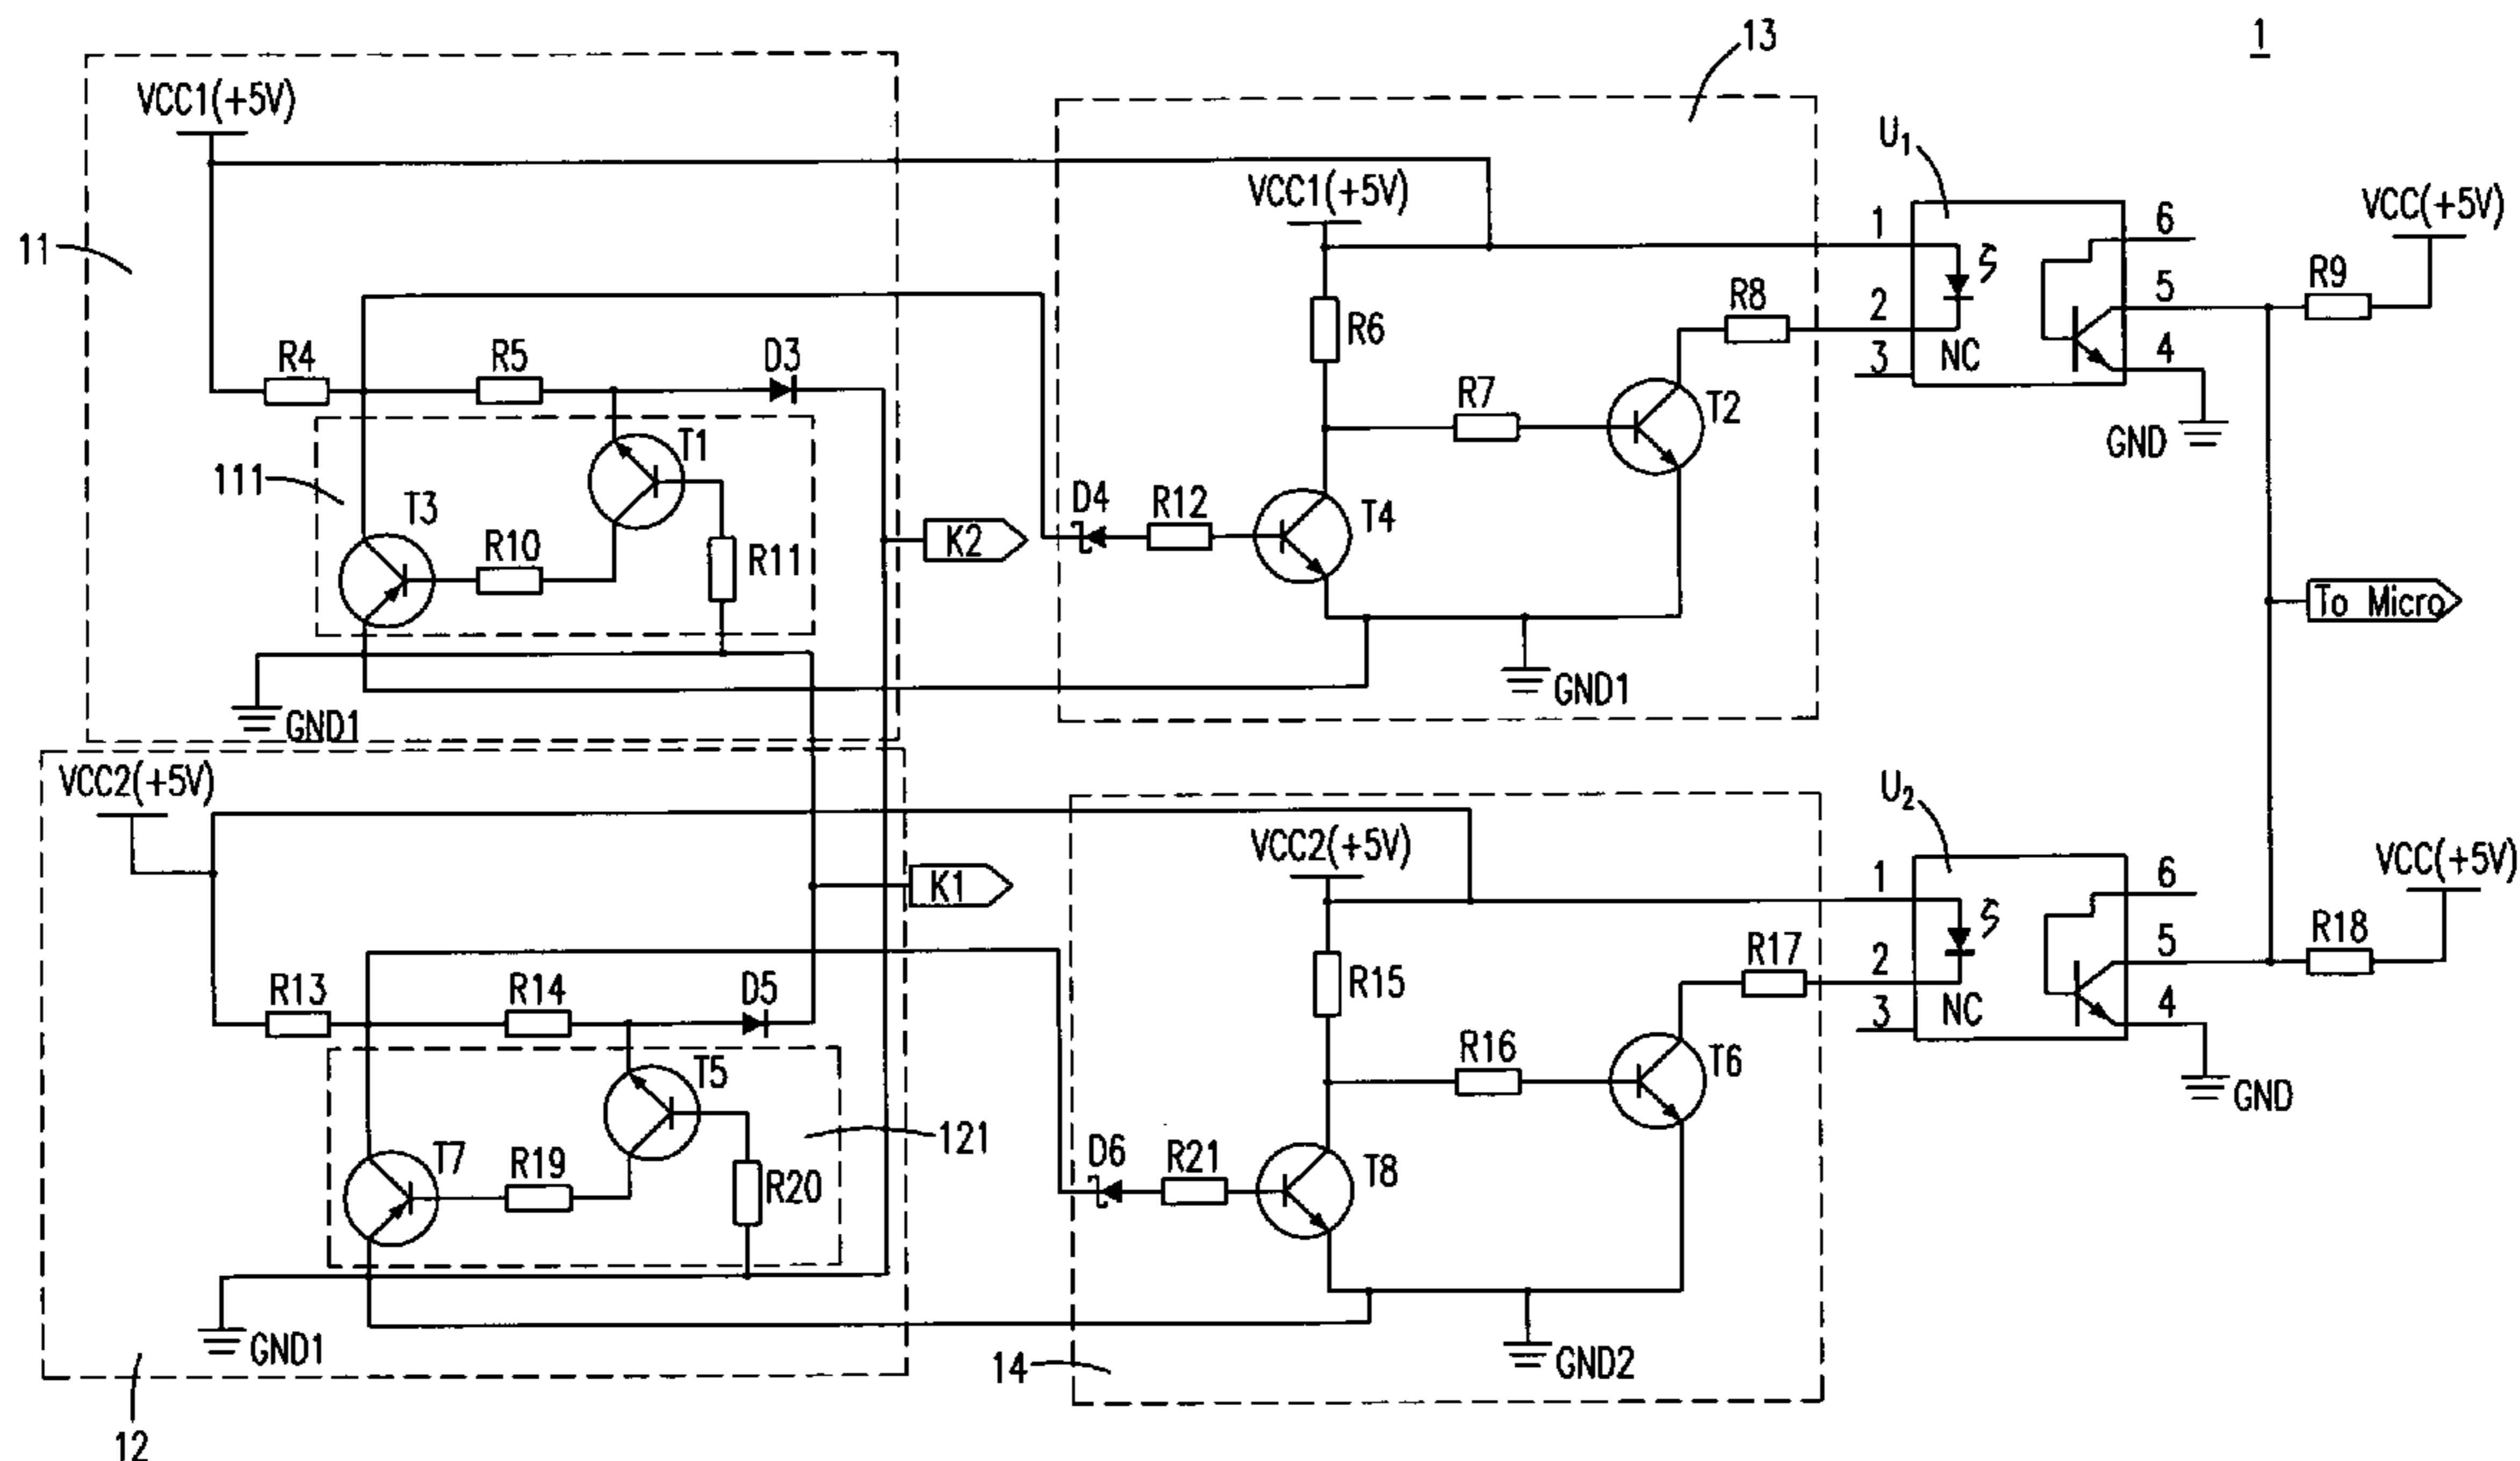 1
13
VCC1(+5V)
11
VCC1(+5V)
U1
VCC(+5V)
1
6
R9
5
2
R8
R6
NC
4
3
R4
R5
D3
R7
T2
GND
T1
111
T3
D4
R12
T4
R10
R11
K2
To Micro
GND1
GND1
VCC2(+5V)
U2
VCC2(+5V)
VCC(+5V)
K1
1
6
R18
5
2
R17
R15
NC
4
3
R13
R14
D5
R16
T6
GND
T5
121
T7
D6
R21
T8
R19
R20
GND1
14
GND2
12